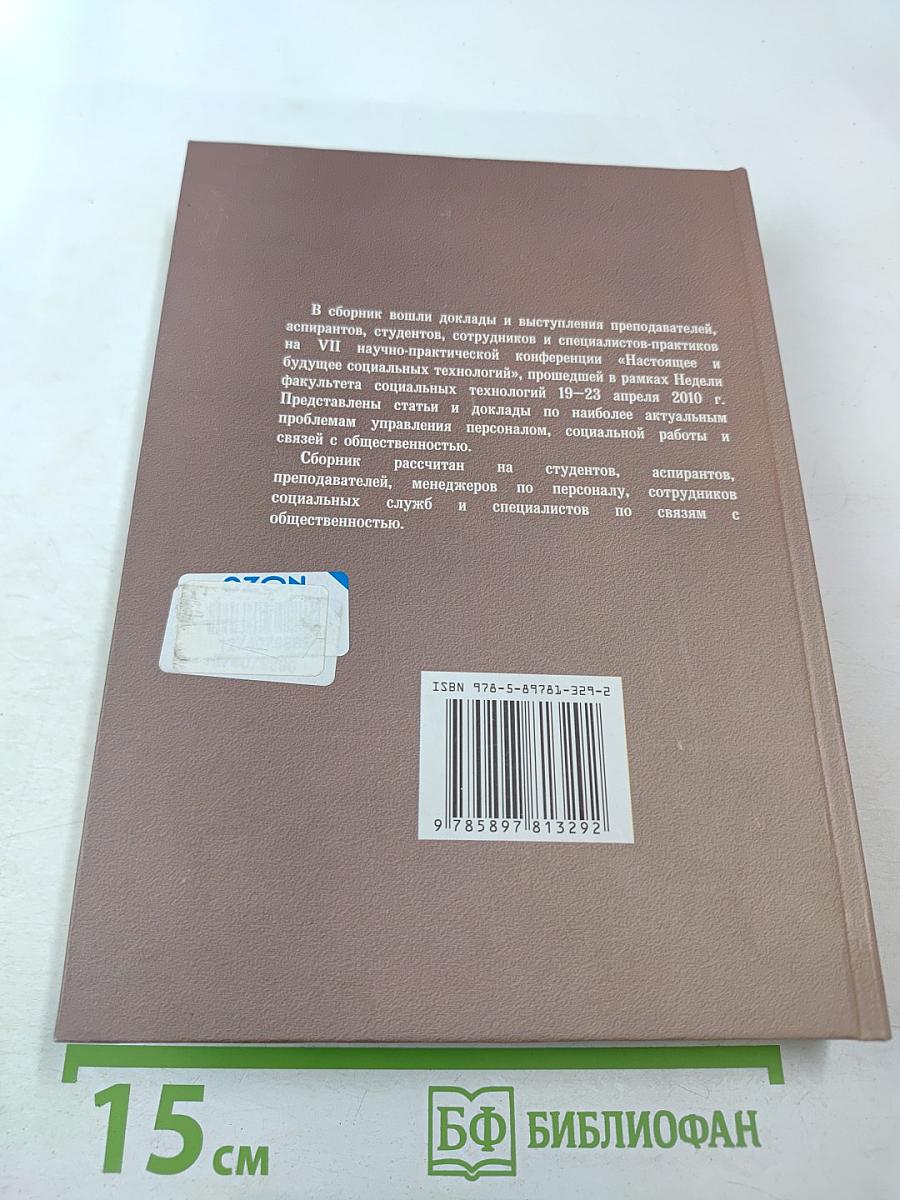 В сборник вошли доклады и выступления преподавателей,
аспирантов, студентов, сотрудников и специалистов-практиков
на VII научно-практической конференции «Настоящее и
будущее социальных технологий», прошедшей в рамках Недели
факультета социальных технологий 19—23 апреля 2010 г.
Представлены статьи и доклады по наиболее актуальным
проблемам управления персоналом, социальной работы и
связей с общественностью.
Сборник рассчитан на студентов, аспирантов,
преподавателей, менеджеров по персоналу, сотрудников
социальных служб и специалистов по связям с
общественностью.
OZON
ISBN 978-5-89781-329-2
9 785897 813292
15 см
БФ БИБЛИОФАН